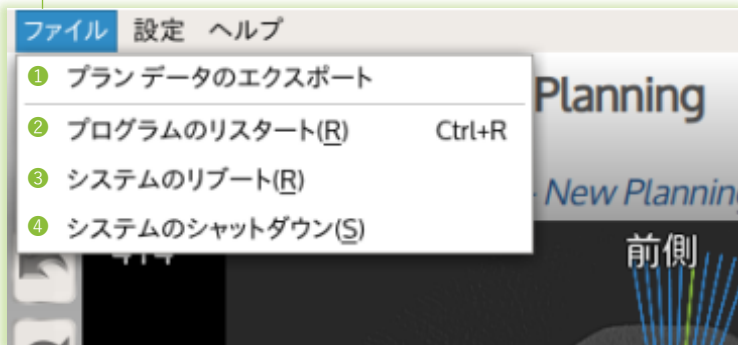 ファイル 設定 ヘルプ
1 プラン データのエクスポート
Planning
2 プログラムのリスタート(R) Ctrl+R
3 システムのリブート(R)
- New Planning
4 システムのシャットダウン(S)
前側